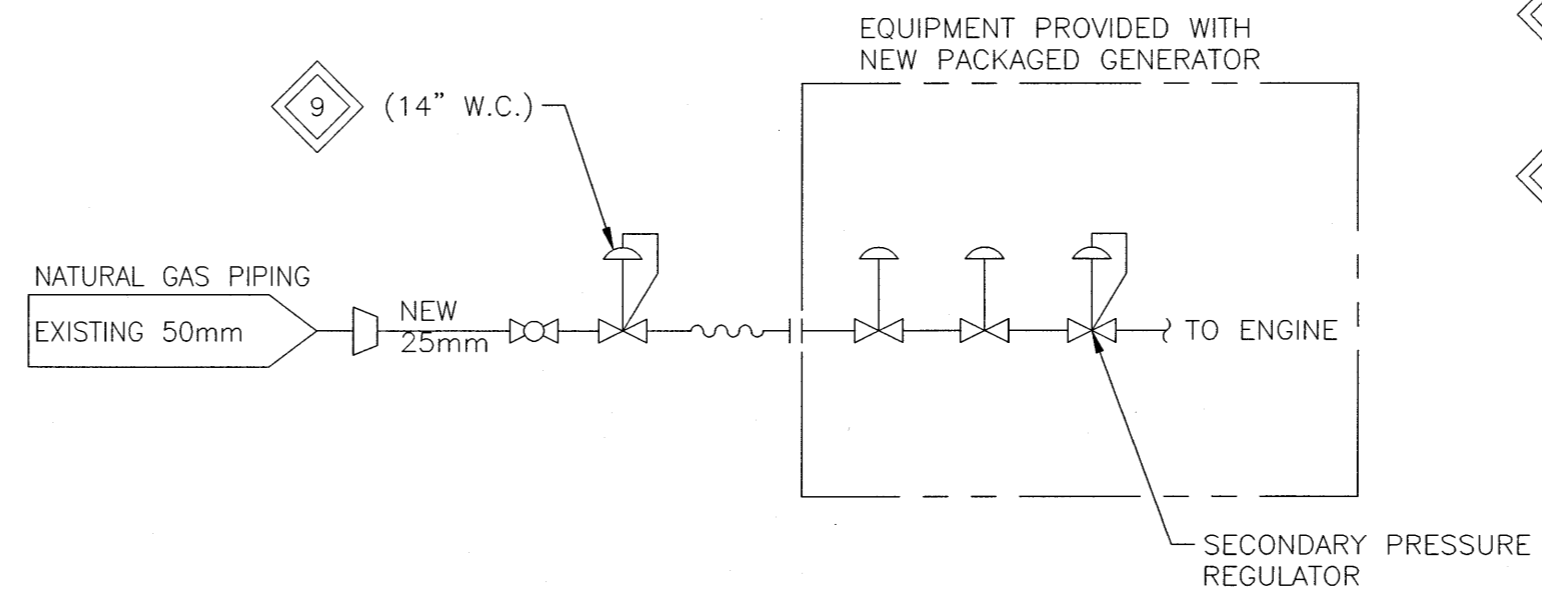 EQUIPMENT PROVIDED WITH
NEW PACKAGED GENERATOR
9 (14” W.C.)
NATURAL GAS PIPING
EXISTING 50mm
NEW
25mm
TO ENGINE
SECONDARY PRESSURE
REGULATOR